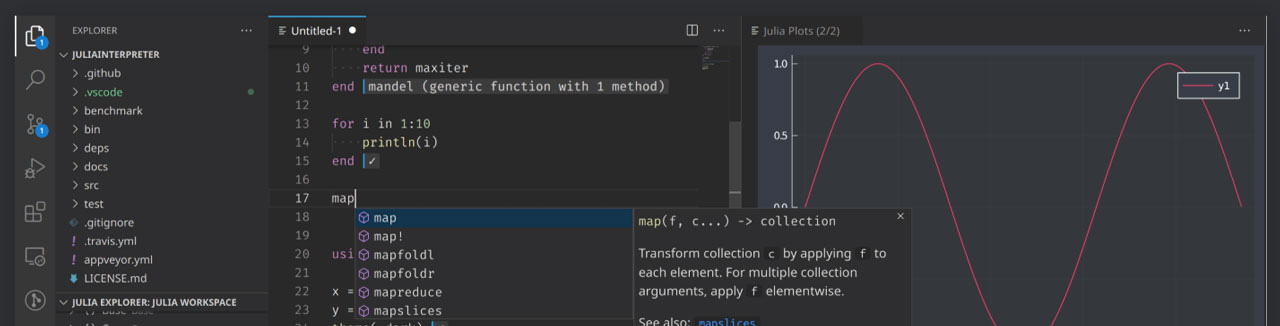 EXPLORER
JULIAINTERPRETER
.github
.vscode
benchmark
bin
deps
docs
src
test
.gitignore
.travis.yml
appveyor.yml
LICENSE.md
JULIA EXPLORER: JULIA WORKSPACE
1
1
Untitled-1
9 end
10 return maxiter
11 end mandel (generic function with 1 method)
12
13 for i in 1:10
14 println(i)
15 end ✓
16
17 map
18
19
20 usi
21
22 x =
23 y =
map
map!
mapfoldl
mapfoldr
mapreduce
mapslices
map(f, c...) -> collection
Transform collection c by applying f to
each element. For multiple collection
arguments, apply f elementwise.
See also: mapslices
Julia Plots (2/2)
1.0
0.5
y1